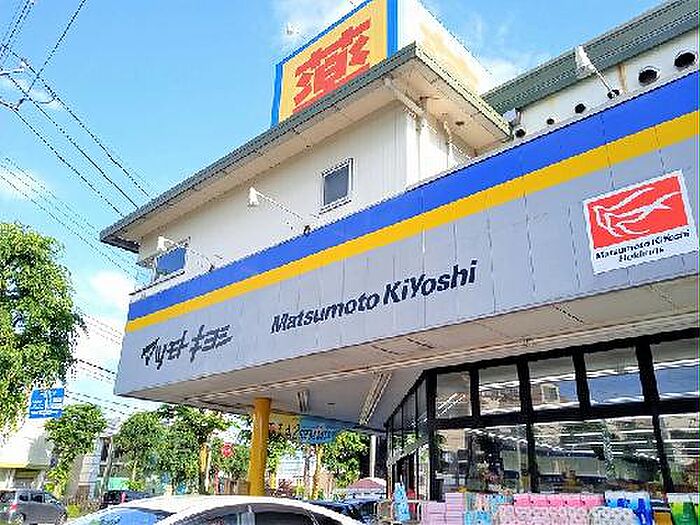 薬
マツモトキヨシ
Matsumoto KiYoshi
Matsumoto KiYoshi
Holdings